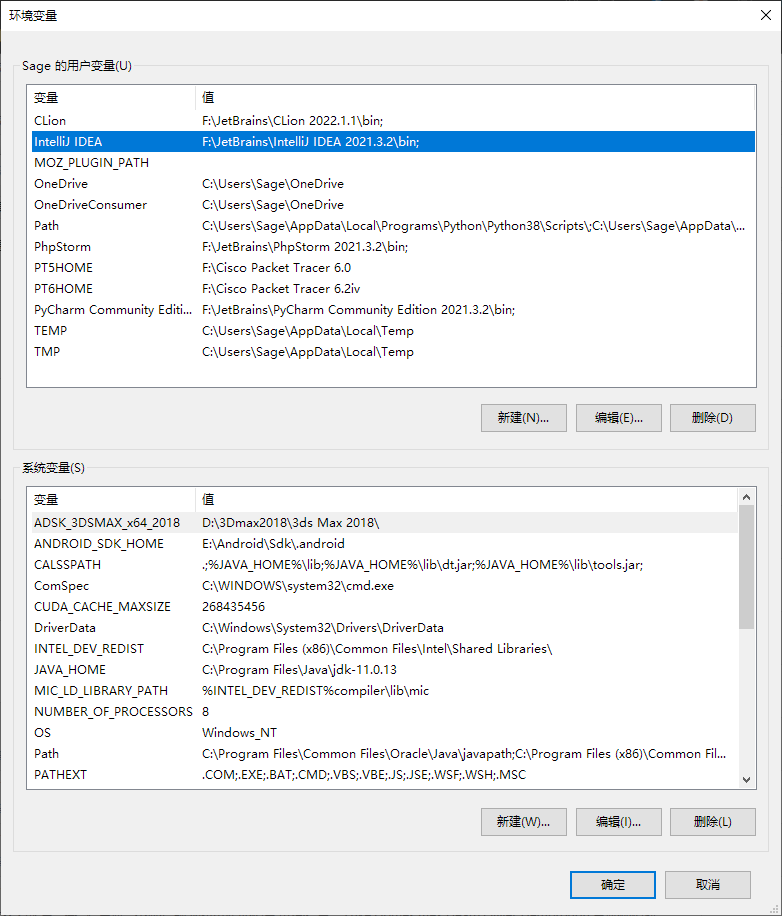 环境变量
Sage 的用户变量(U)
变量 值
CLion F:\JetBrains\CLion 2022.1.1\bin;
IntelliJ IDEA F:\JetBrains\IntelliJ IDEA 2021.3.2\bin;
MOZ_PLUGIN_PATH
OneDrive C:\Users\Sage\OneDrive
OneDriveConsumer C:\Users\Sage\OneDrive
Path C:\Users\Sage\AppData\Local\Programs\Python\Python38\Scripts\;C:\Users\Sage\AppData\...
PhpStorm F:\JetBrains\PhpStorm 2021.3.2\bin;
PT5HOME F:\Cisco Packet Tracer 6.0
PT6HOME F:\Cisco Packet Tracer 6.2iv
PyCharm Community Editi... F:\JetBrains\PyCharm Community Edition 2021.3.2\bin;
TEMP C:\Users\Sage\AppData\Local\Temp
TMP C:\Users\Sage\AppData\Local\Temp
新建(N)... 编辑(E)... 删除(D)
系统变量(S)
变量 值
ADSK_3DSMAX_x64_2018 D:\3Dmax2018\3ds Max 2018\
ANDROID_SDK_HOME E:\Android\Sdk\.android
CALSSPATH .;%JAVA_HOME%\lib;%JAVA_HOME%\lib\dt.jar;%JAVA_HOME%\lib\tools.jar;
ComSpec C:\WINDOWS\system32\cmd.exe
CUDA_CACHE_MAXSIZE 268435456
DriverData C:\Windows\System32\Drivers\DriverData
INTEL_DEV_REDIST C:\Program Files (x86)\Common Files\Intel\Shared Libraries\
JAVA_HOME C:\Program Files\Java\jdk-11.0.13
MIC_LD_LIBRARY_PATH %INTEL_DEV_REDIST%compiler\lib\mic
NUMBER_OF_PROCESSORS 8
OS Windows_NT
Path C:\Program Files\Common Files\Oracle\Java\javapath;C:\Program Files (x86)\Common Fil...
PATHEXT .COM;.EXE;.BAT;.CMD;.VBS;.VBE;.JS;.JSE;.WSF;.WSH;.MSC
新建(W)... 编辑(I)... 删除(L)
确定 取消